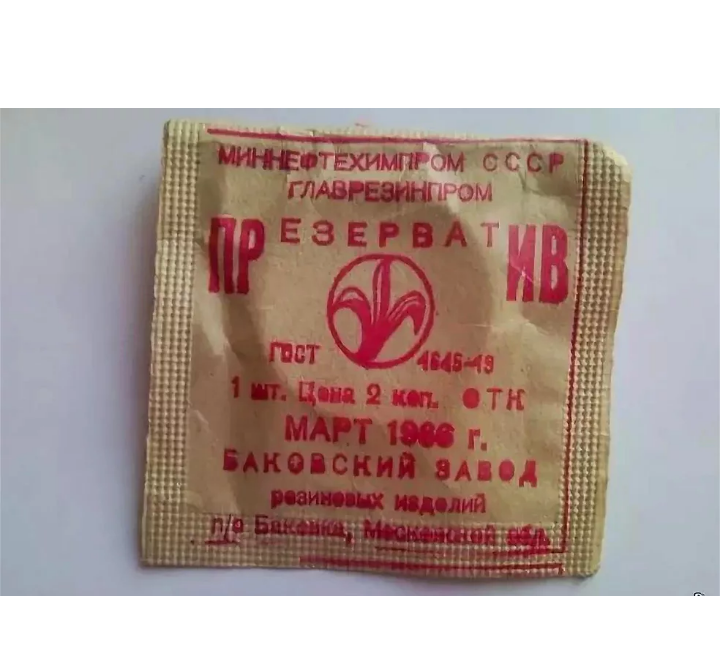 МИННЕФТЕХИМПРОМ СССР
ГЛАВРЕЗИНПРОМ
ПРЕЗЕРВАТИВ
ГОСТ 4645-49
1 шт. Цена 2 коп. ОТК
МАРТ 1966 г.
БАКОВСКИЙ ЗАВОД
резиновых изделий
п/о Баковка, Московской обл.